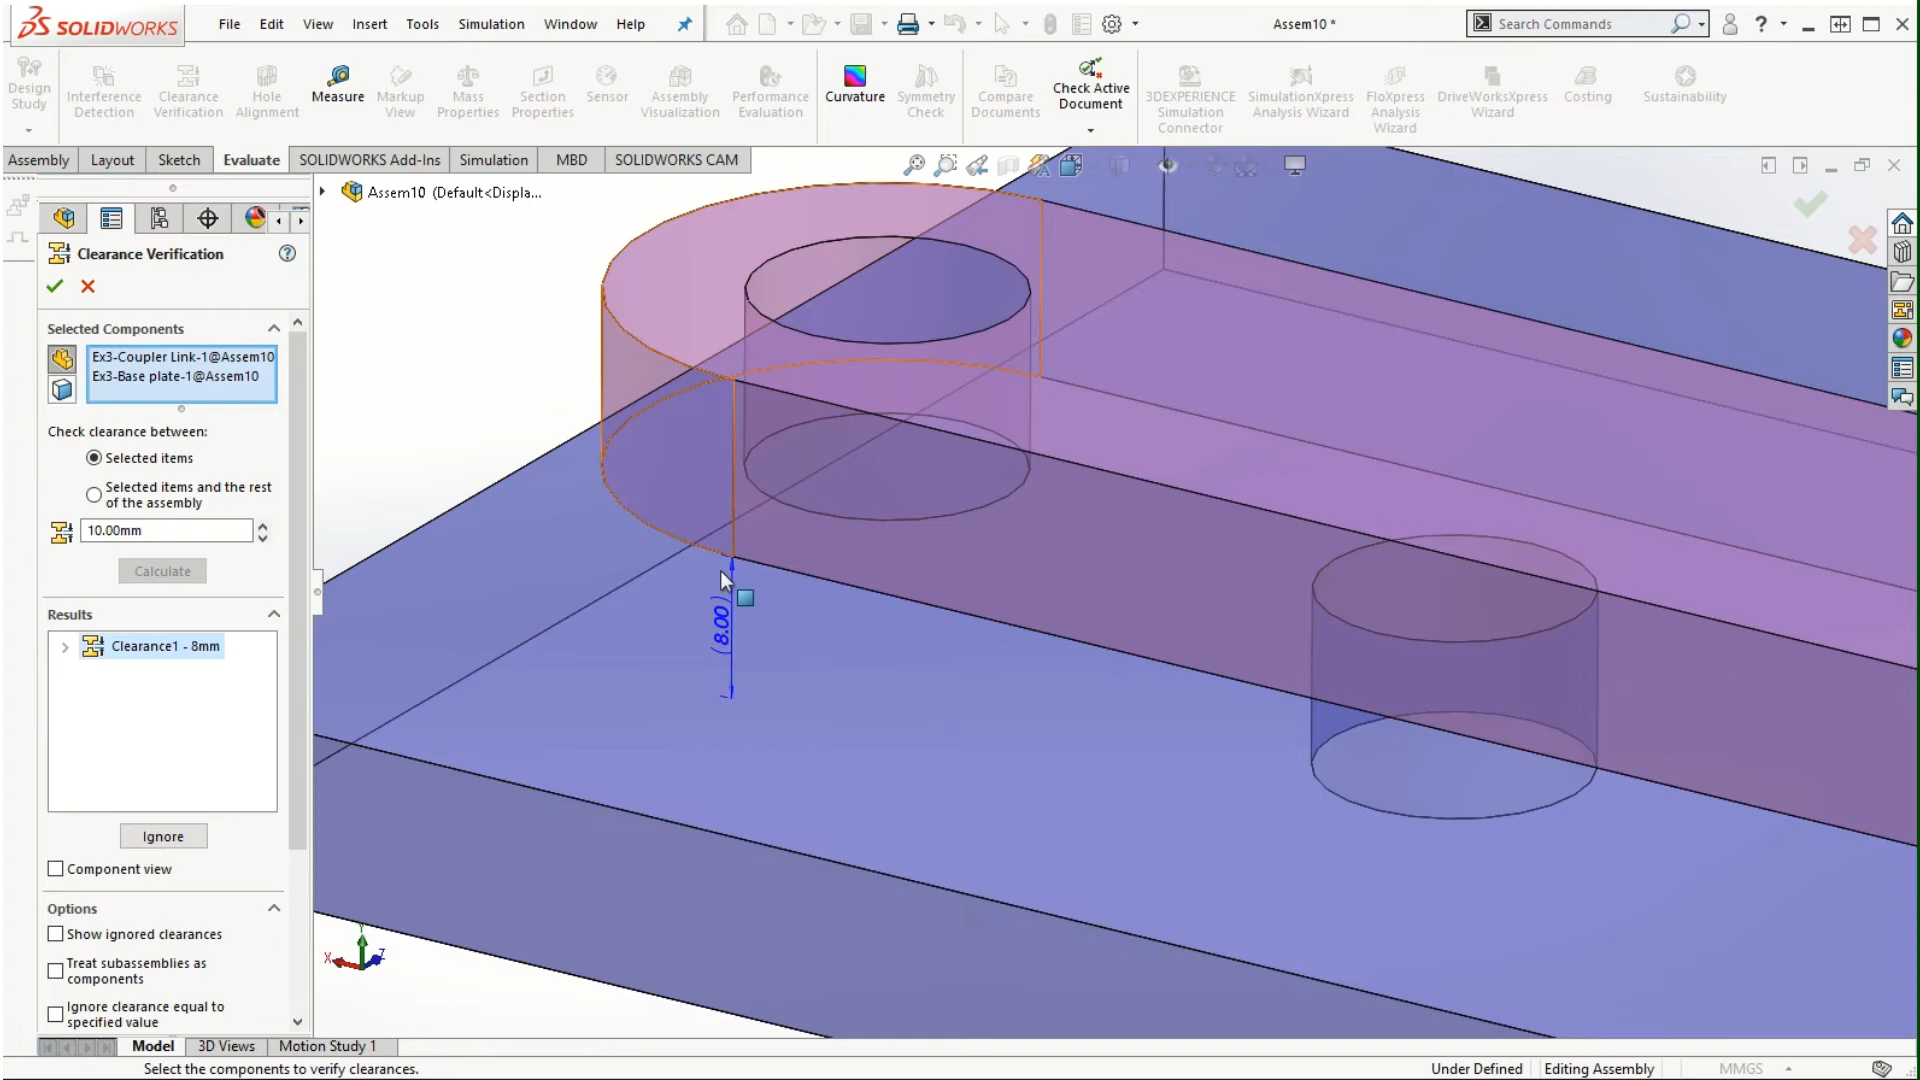 SOLIDWORKS
File Edit View Insert Tools Simulation Window Help
Assem10 *
Search Commands
Design Study
Interference Detection
Clearance Verification
Hole Alignment
Measure
Markup View
Mass Properties
Section Properties
Sensor
Assembly Visualization
Performance Evaluation
Curvature
Symmetry Check
Compare Documents
Check Active Document
3DEXPERIENCE Simulation Connector
SimulationXpress Analysis Wizard
FloXpress Analysis Wizard
DriveWorksXpress Wizard
Costing
Sustainability
Assembly Layout Sketch Evaluate SOLIDWORKS Add-Ins Simulation MBD SOLIDWORKS CAM
Assem10 (Default<Displa...
Clearance Verification
Selected Components
Ex3-Coupler Link-1@Assem10
Ex3-Base plate-1@Assem10
Check clearance between:
Selected items
Selected items and the rest
of the assembly
10.00mm
Calculate
Results
Clearance1 - 8mm
Ignore
Component view
Options
Show ignored clearances
Treat subassemblies as
components
Ignore clearance equal to
specified value
(8.00)
Y
X
Z
Model 3D Views Motion Study 1
Select the components to verify clearances.
Under Defined Editing Assembly MMGS